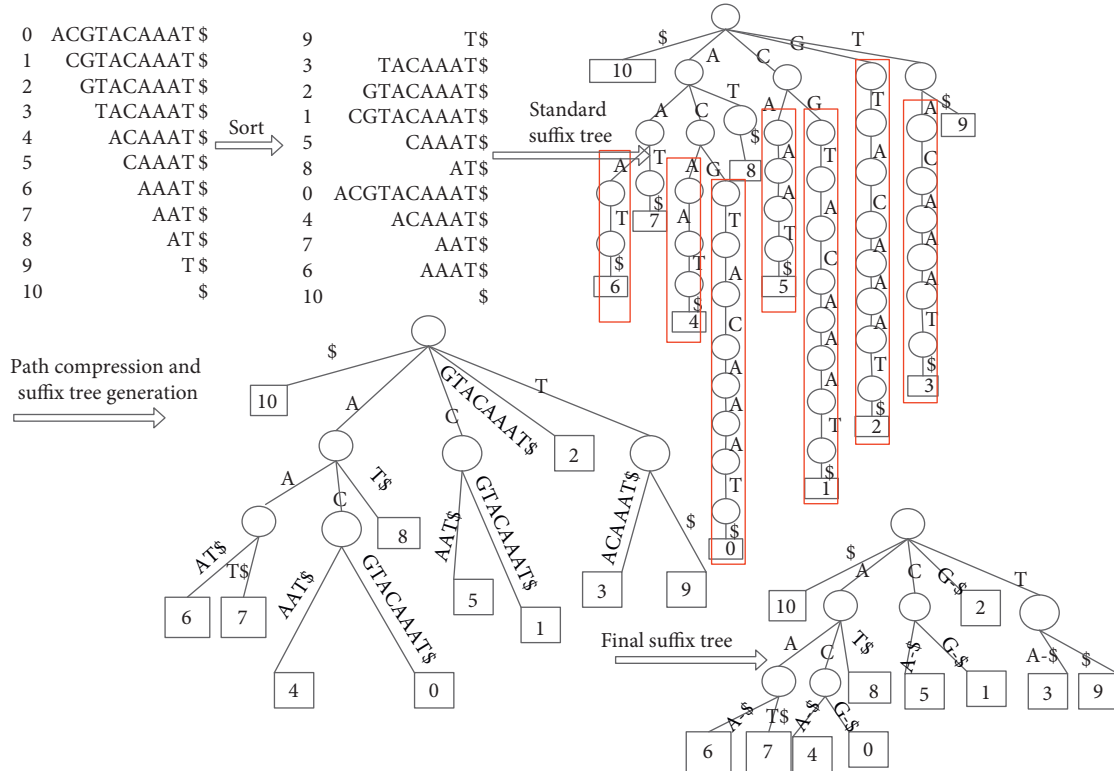 0 ACGTACAAAT$
1 CGTACAAAT$
2 GTACAAAT$
3 TACAAAT$
4 ACAAAT$
5 CAAAT$
6 AAAT$
7 AAT$
8 AT$
9 T$
10 $
Sort
9 T$
3 TACAAAT$
2 GTACAAAT$
1 CGTACAAAT$
5 CAAAT$
8 AT$
0 ACGTACAAAT$
4 ACAAAT$
7 AAT$
6 AAAT$
10 $
Standard
suffix tree
$ A C G T
10
A C T A G T A $
9
A T A G $ A T A C
8
T $ A T T A A C A
7
$ T A $ C A A
6 5
$ C A A T
4
A A T $
3
A T $
2
A $
1
T
$
0
Path compression and
suffix tree generation
$ A C GTACAAAT$ T
10 2
A C T$ AAT$ GTACAAAT$ ACAAAT$ $
8
AT$ T$ AAT$ GTACAAAT$
6 7 5 1 3 9
4 0
Final suffix tree
$ A C G-$ T
10 2
A C T$ A-$ G-$ A-$ $
8 5 1 3 9
A-$ T$ A-$ G-$
6 7 4 0